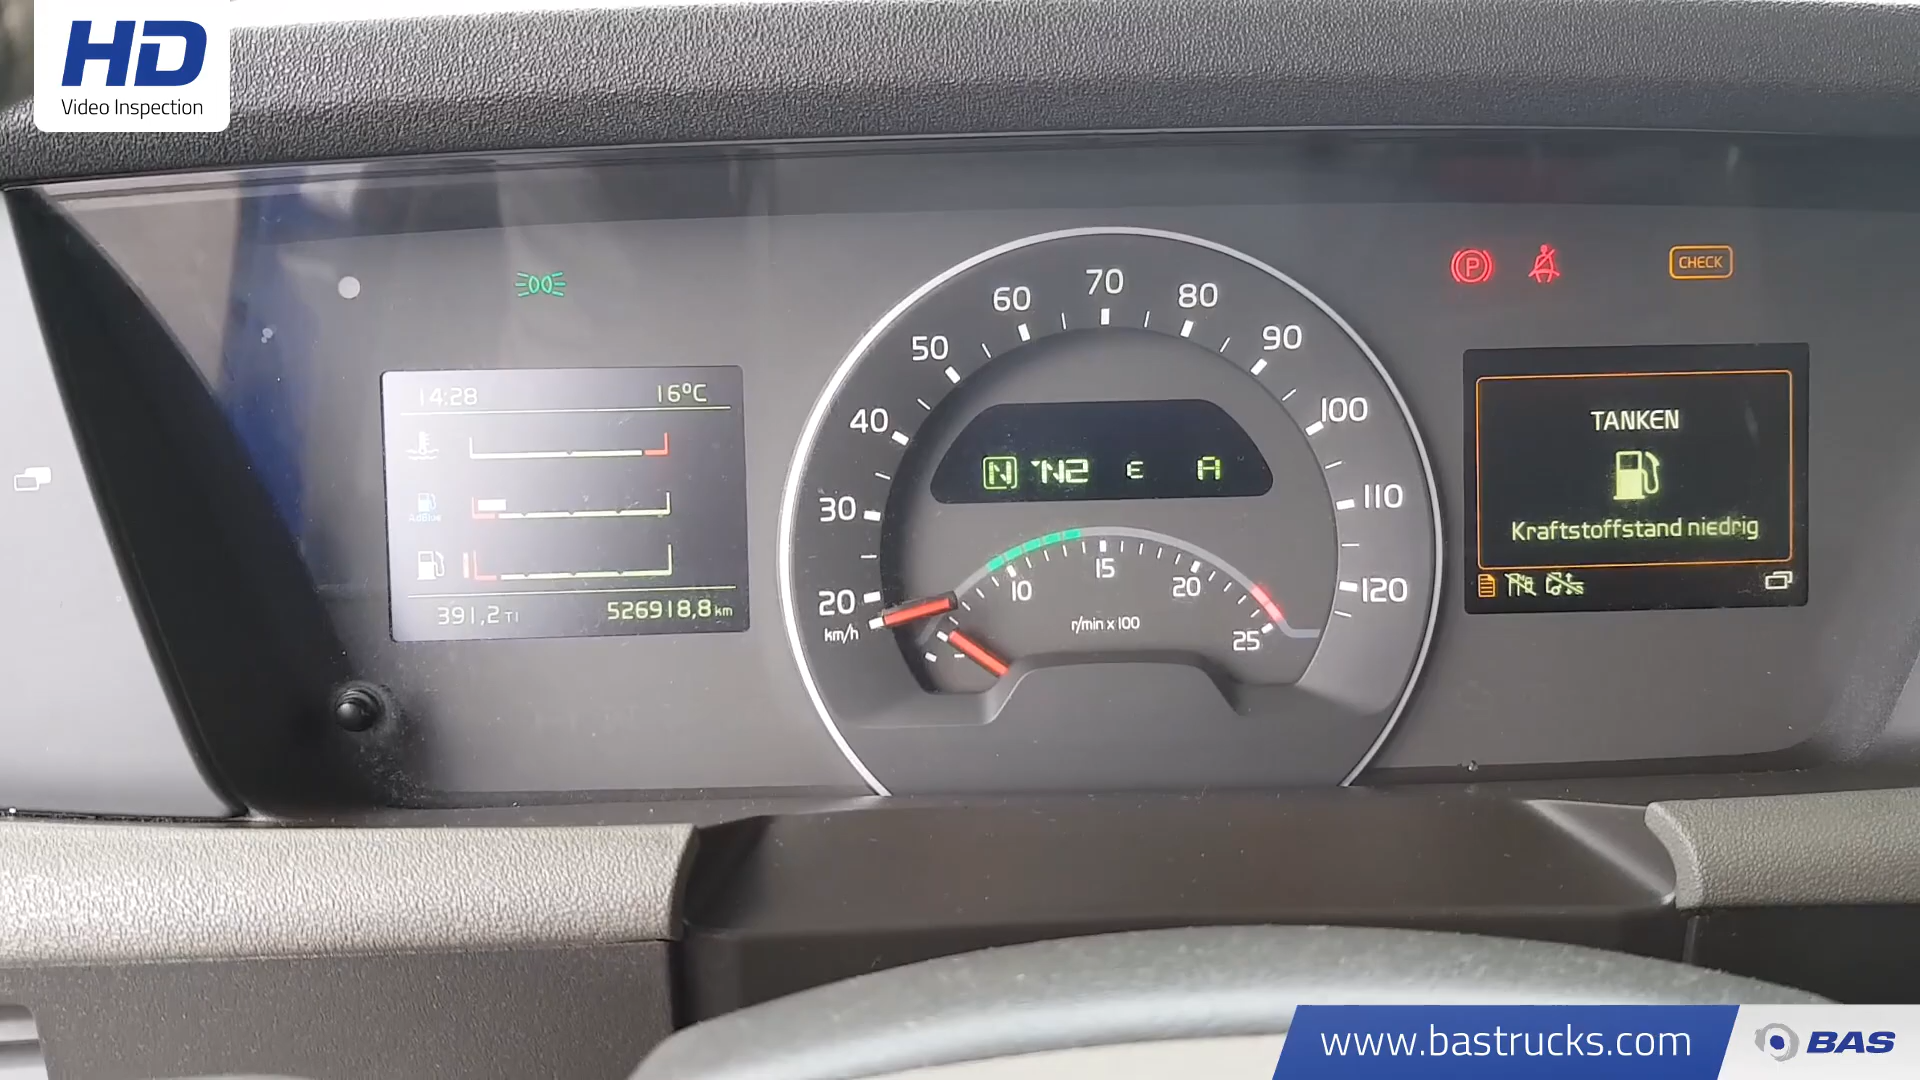 HD
Video Inspection
14:28 16°C
AdBlue
391,2 T1 526918,8 km
20 30 40 50 60 70 80 90 100 110 120
km/h
N N2 E A
10 15 20 25
r/min x 100
P
CHECK
TANKEN
Kraftstoffstand niedrig
www.bastrucks.com
BAS